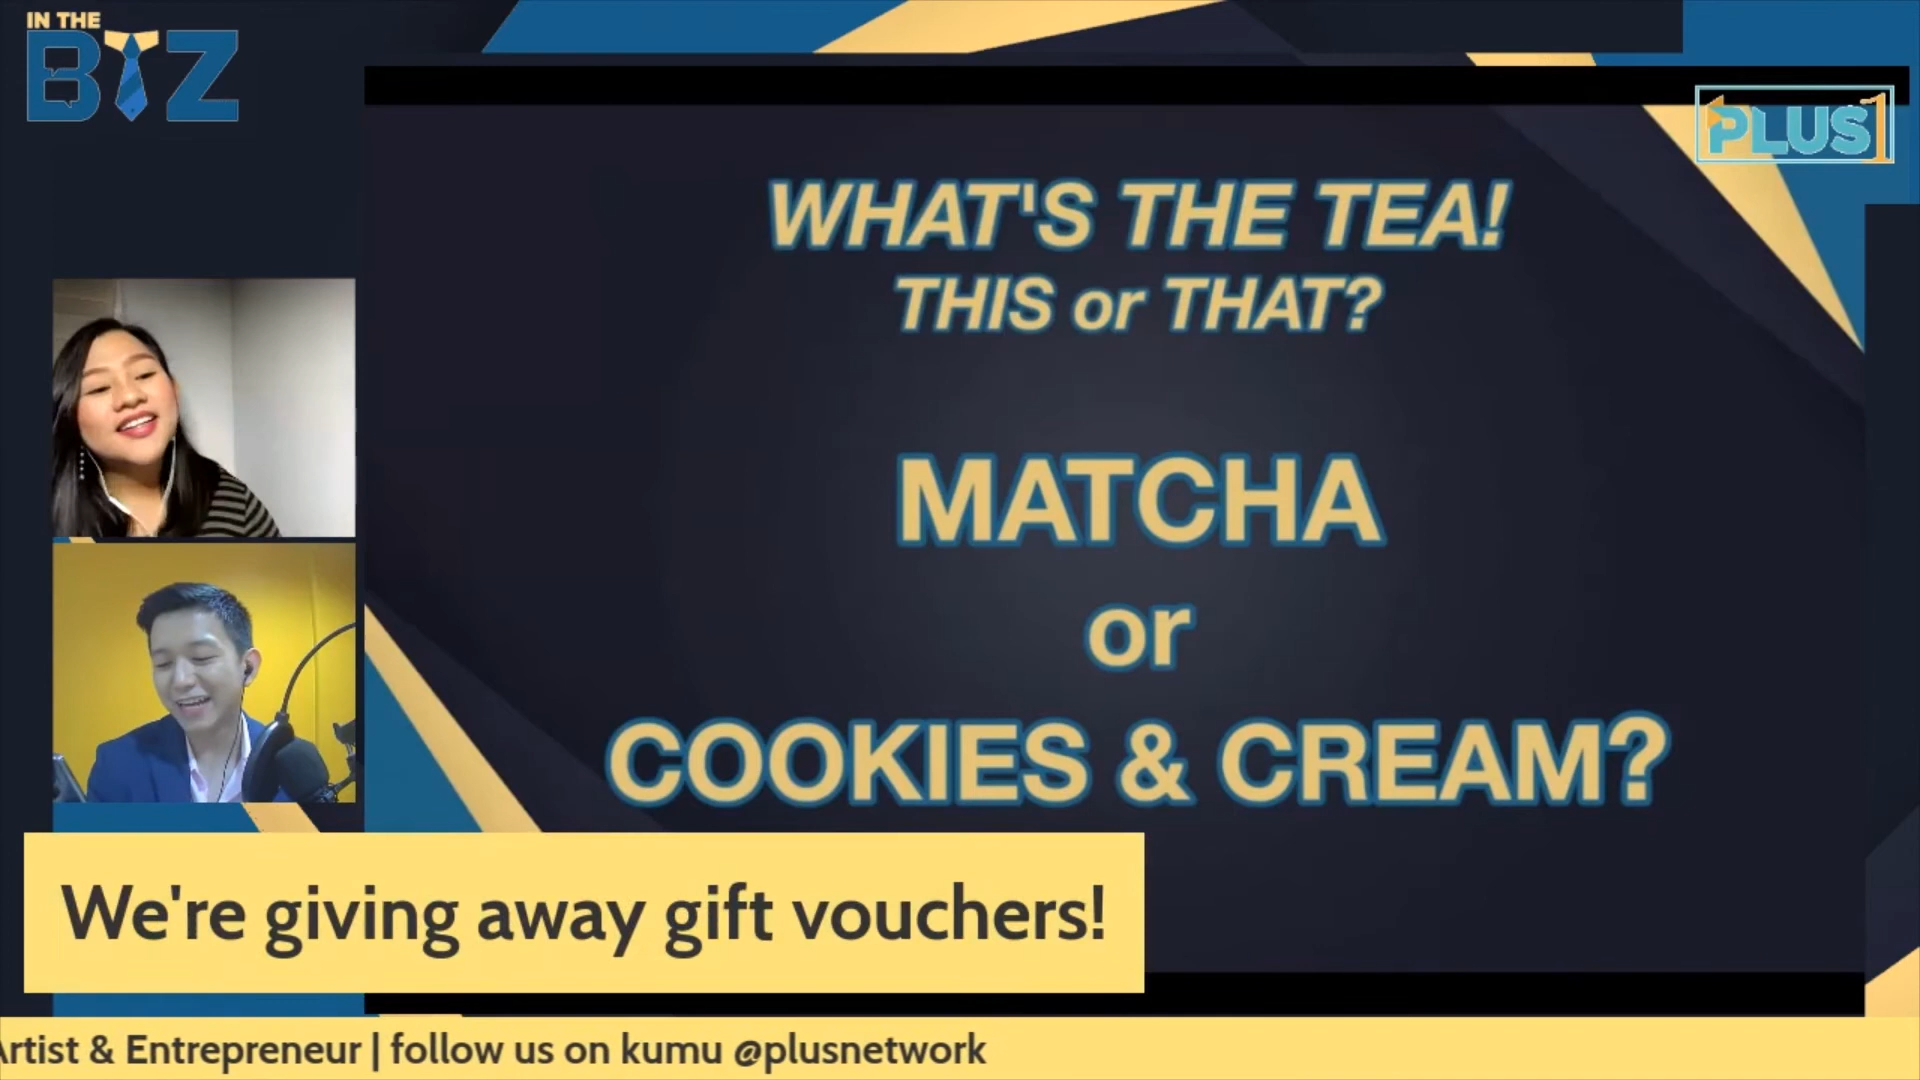 IN THE
BIZ
PLUS1
WHAT'S THE TEA!
THIS or THAT?
MATCHA
or
COOKIES & CREAM?
We're giving away gift vouchers!
Artist & Entrepreneur | follow us on kumu @plusnetwork